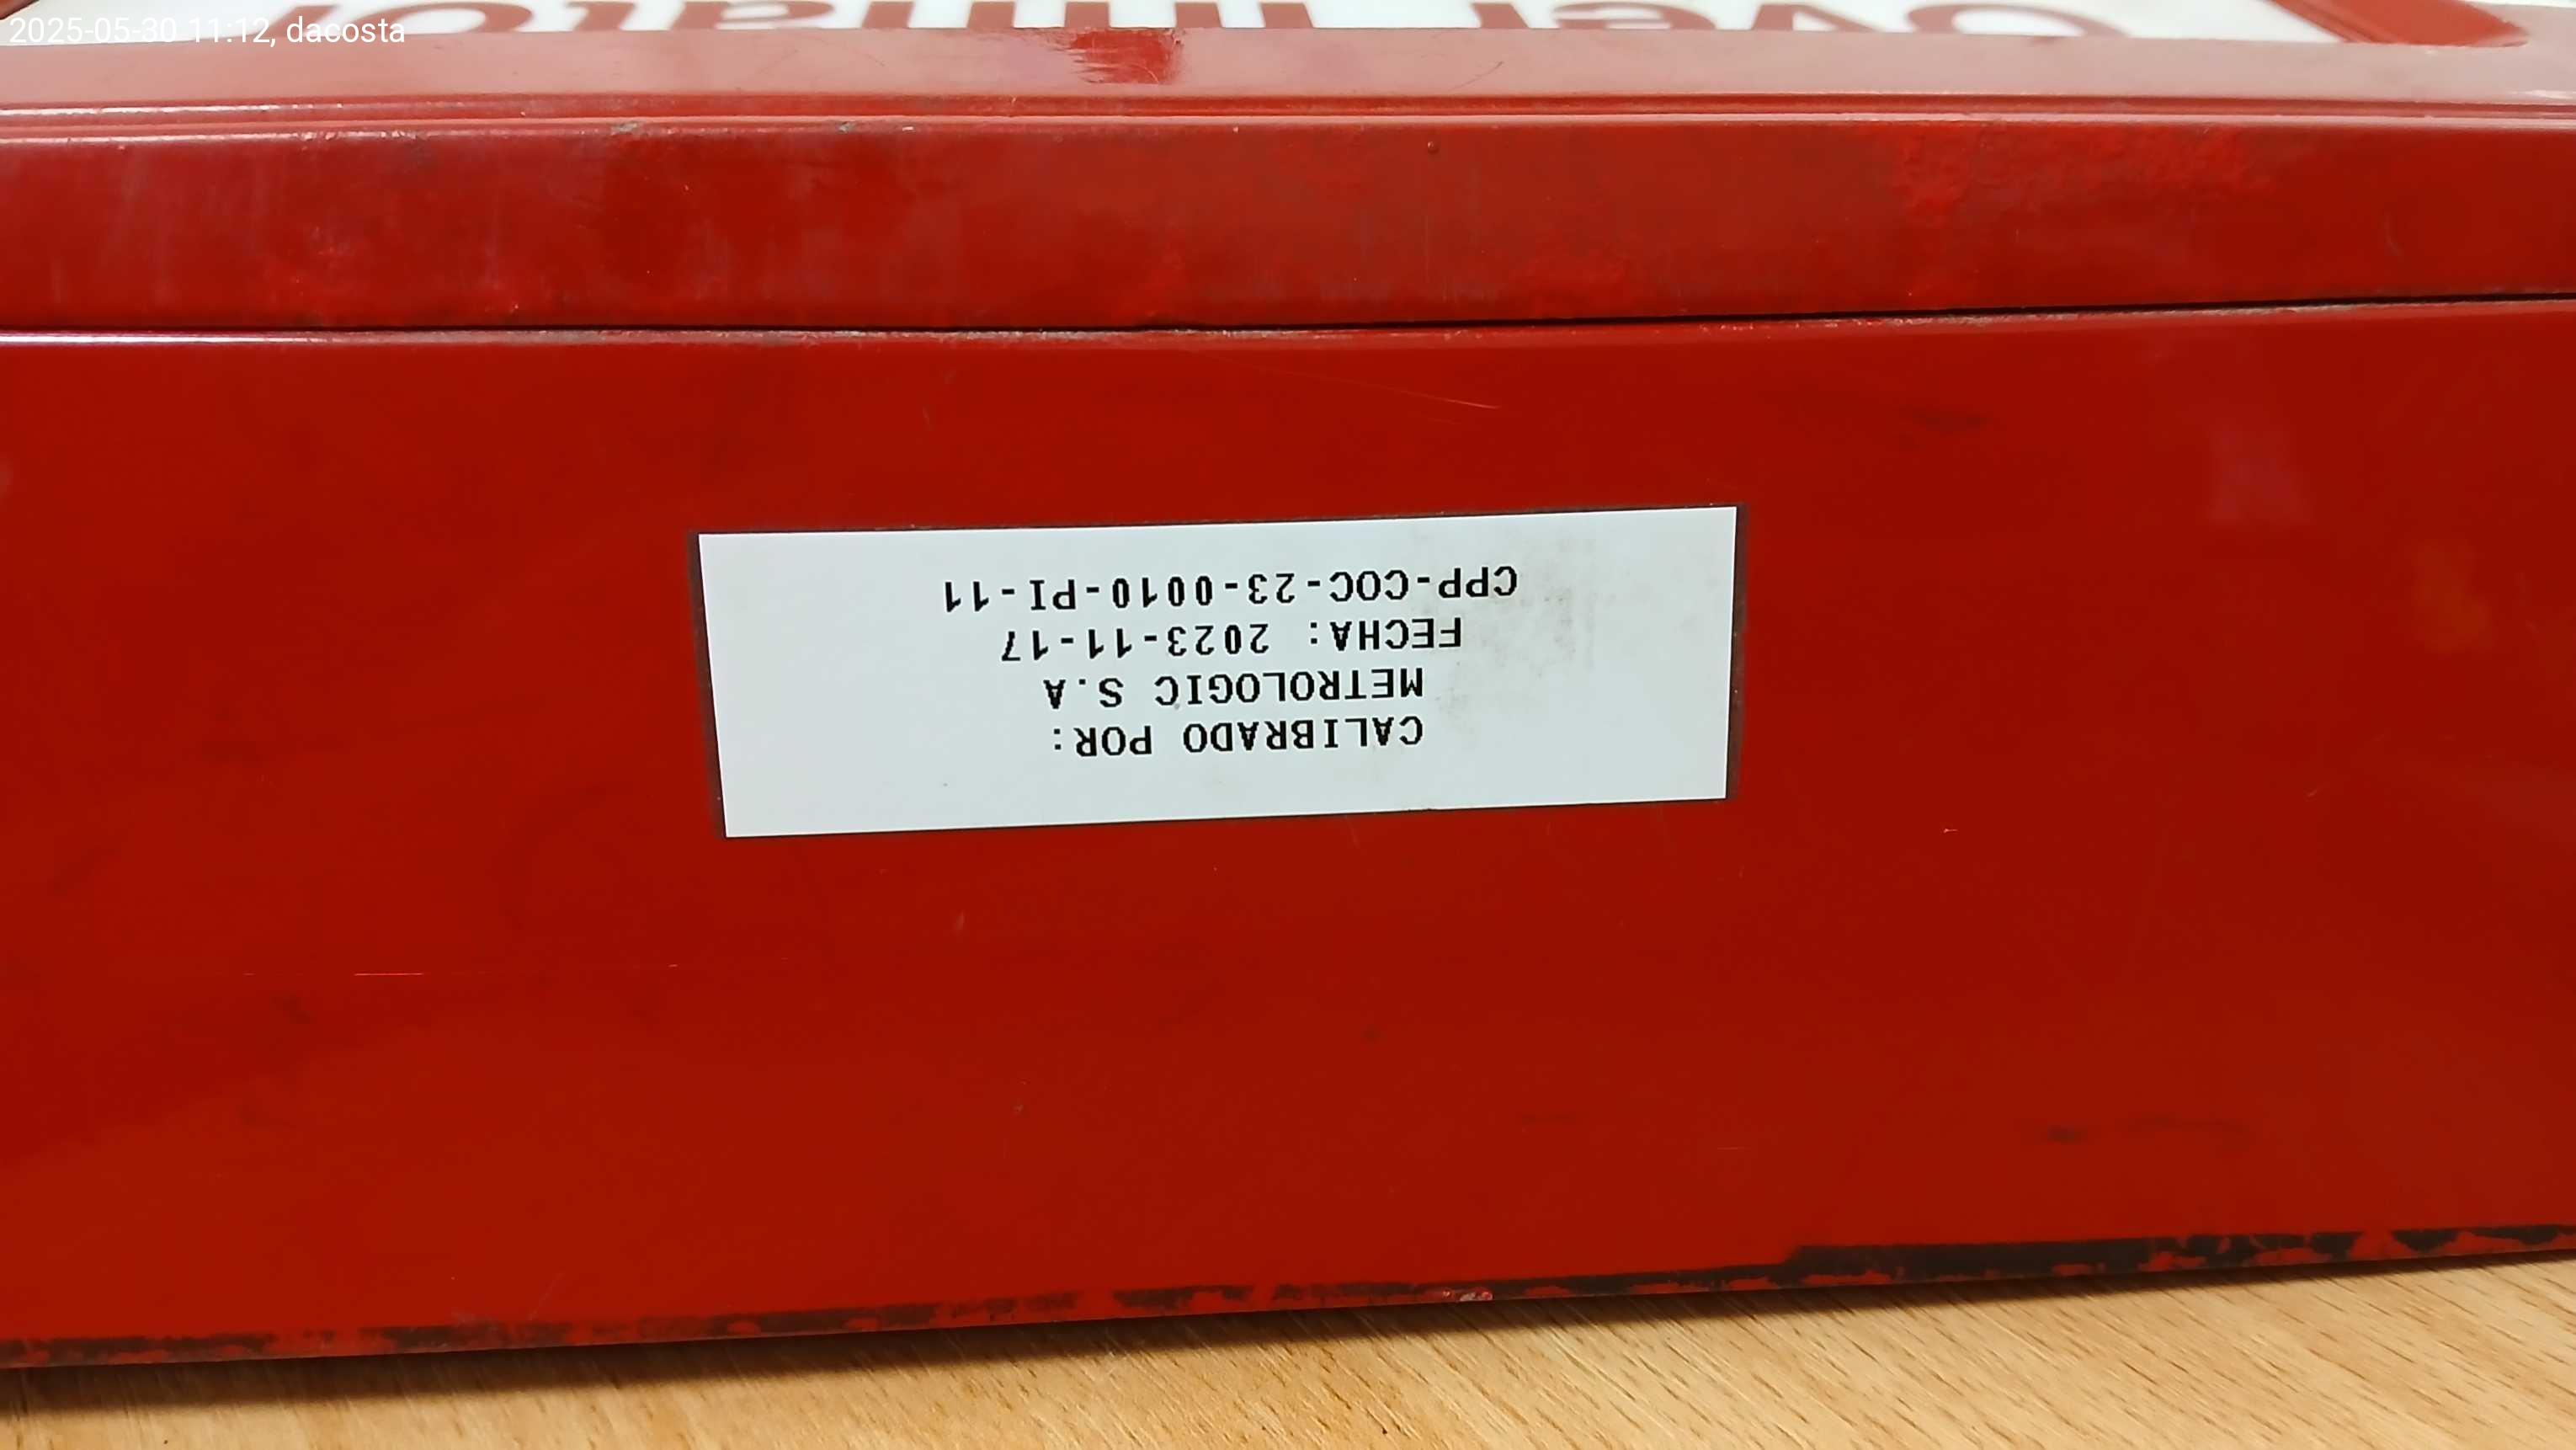 2025-05-30 11:12, dacosta
CALIBRADO POR:
METROLOGIC S.A
FECHA: 2023-11-17
CPP-COC-23-0010-PI-11